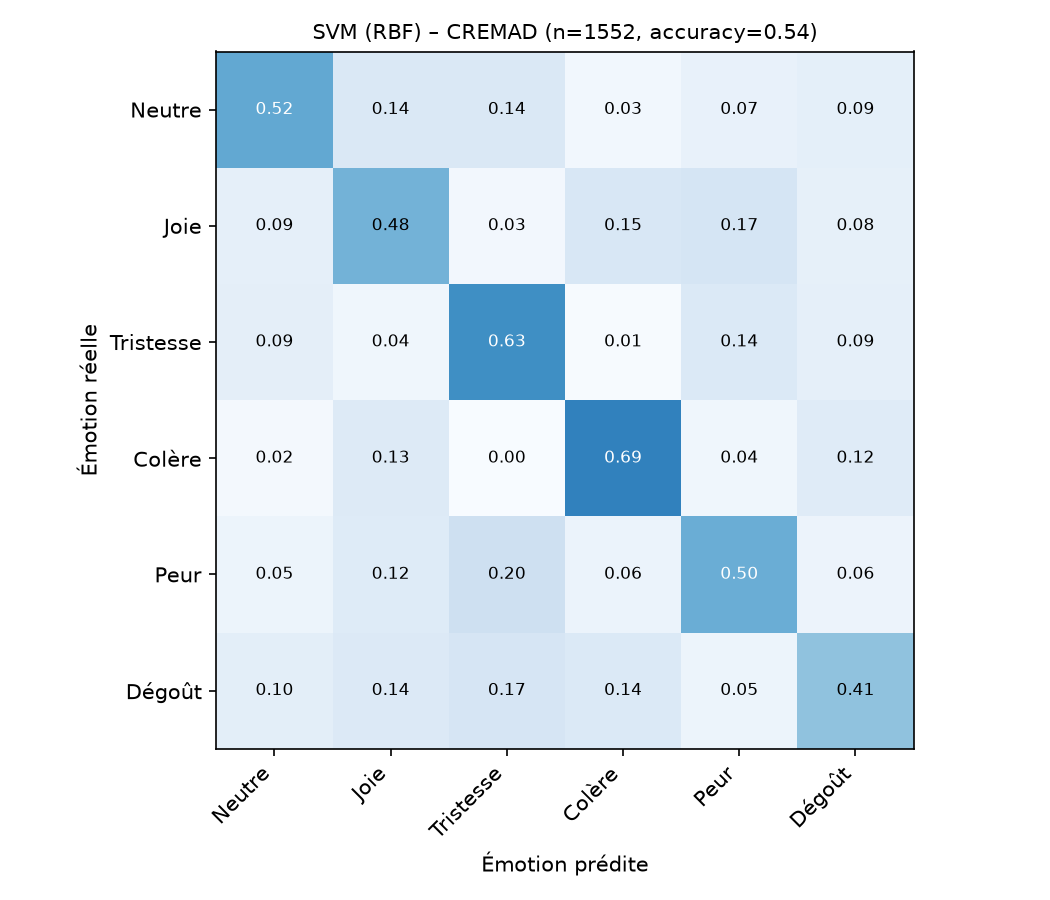 SVM (RBF) – CREMAD (n=1552, accuracy=0.54)
Neutre 0.52 0.14 0.14 0.03 0.07 0.09
Joie 0.09 0.48 0.03 0.15 0.17 0.08
Tristesse 0.09 0.04 0.63 0.01 0.14 0.09
Colère 0.02 0.13 0.00 0.69 0.04 0.12
Peur 0.05 0.12 0.20 0.06 0.50 0.06
Dégoût 0.10 0.14 0.17 0.14 0.05 0.41
Émotion réelle
Neutre Joie Tristesse Colère Peur Dégoût
Émotion prédite